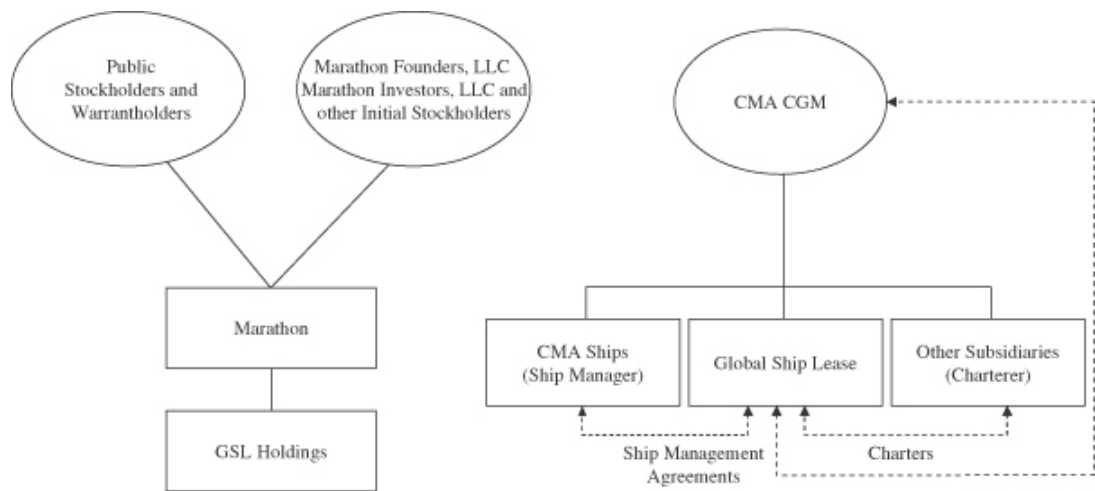 Public
Stockholders and
Warrantholders
Marathon Founders, LLC
Marathon Investors, LLC and
other Initial Stockholders
CMA CGM
Marathon
GSL Holdings
CMA Ships
(Ship Manager)
Global Ship Lease
Other Subsidiaries
(Charterer)
Ship Management
Agreements
Charters